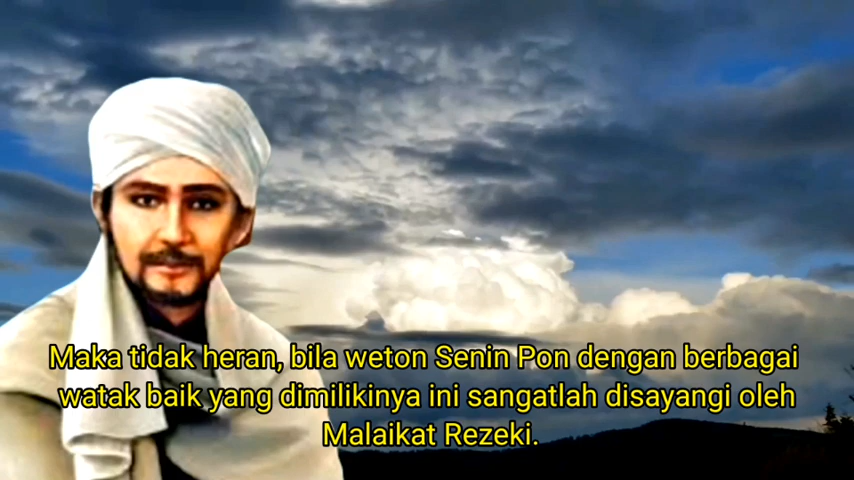 Maka tidak heran, bila weton Senin Pon dengan berbagai
watak baik yang dimilikinya ini sangatlah disayangi oleh
Malaikat Rezeki.